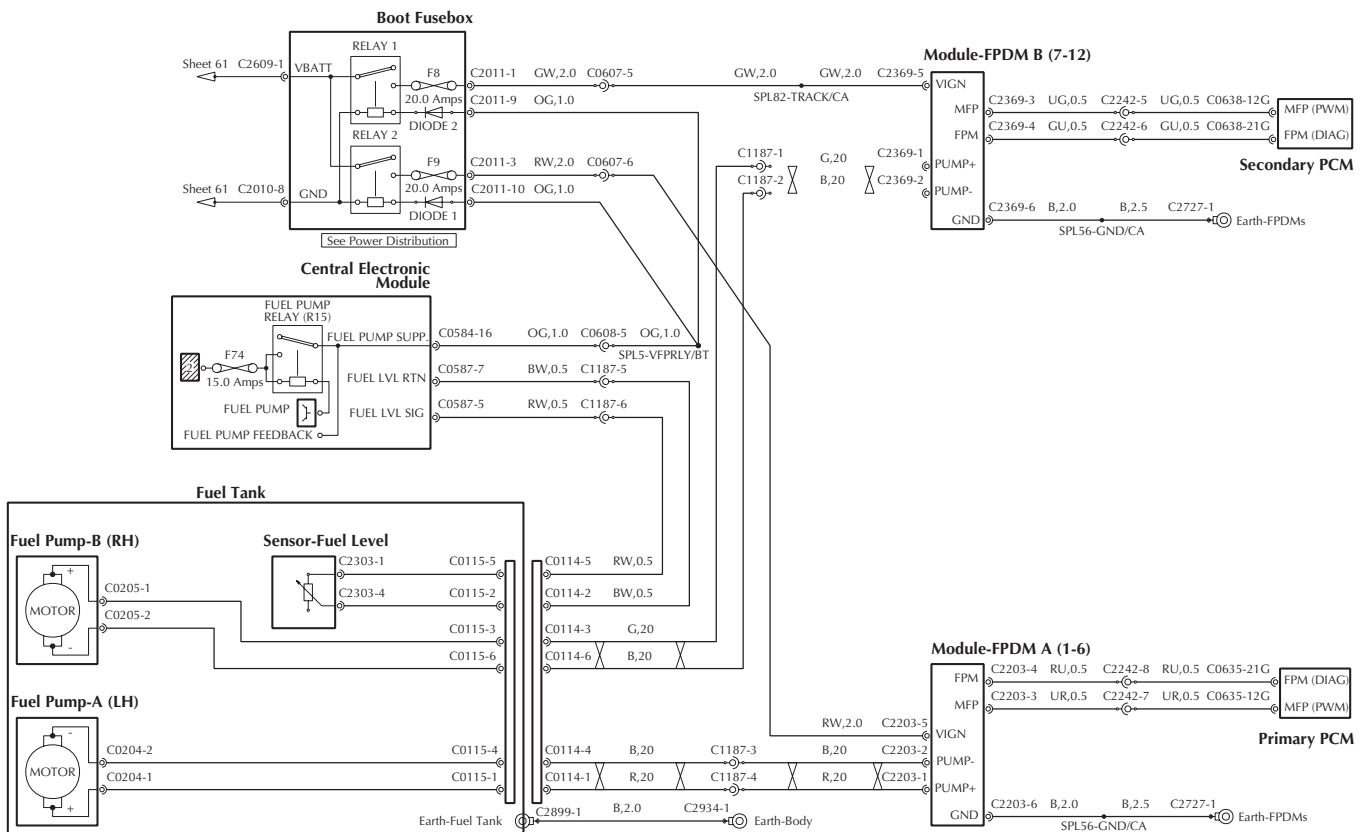 Boot Fusebox
RELAY 1
Sheet 61 C2609-1 VBATT
F8
C2011-1 GW,2.0 C0607-5 GW,2.0 GW,2.0 C2369-5
SPL82-TRACK/CA
20.0 Amps C2011-9 OG,1.0
DIODE 2
RELAY 2
F9
C2011-3 RW,2.0 C0607-6
Sheet 61 C2010-8 GND
20.0 Amps C2011-10 OG,1.0
DIODE 1
See Power Distribution
Module-FPDM B (7-12)
VIGN
MFP C2369-3 UG,0.5 C2242-5 UG,0.5 C0638-12G MFP (PWM)
FPM C2369-4 GU,0.5 C2242-6 GU,0.5 C0638-21G FPM (DIAG)
Secondary PCM
C1187-1 G,20 C2369-1 PUMP+
C1187-2 B,20 C2369-2 PUMP-
GND C2369-6 B,2.0 B,2.5 C2727-1 Earth-FPDMs
SPL56-GND/CA
Central Electronic
Module
FUEL PUMP
RELAY (R15)
FUEL PUMP SUPP. C0584-16 OG,1.0 C0608-5 OG,1.0
SPL5-VFPRLY/BT
2
F74
15.0 Amps
FUEL LVL RTN C0587-7 BW,0.5 C1187-5
FUEL PUMP
FUEL LVL SIG C0587-5 RW,0.5 C1187-6
FUEL PUMP FEEDBACK
Fuel Tank
Fuel Pump-B (RH)
+
MOTOR
-
C0205-1
C0205-2
Sensor-Fuel Level
C2303-1 C0115-5 C0114-5 RW,0.5
C2303-4 C0115-2 C0114-2 BW,0.5
C0115-3 C0114-3 G,20
C0115-6 C0114-6 B,20
Fuel Pump-A (LH)
-
MOTOR
+
C0204-2 C0115-4 C0114-4 B,20 C1187-3 B,20 C2203-2 PUMP-
C0204-1 C0115-1 C0114-1 R,20 C1187-4 R,20 C2203-1 PUMP+
Earth-Fuel Tank C2899-1 B,2.0 C2934-1 Earth-Body
Module-FPDM A (1-6)
FPM C2203-4 RU,0.5 C2242-8 RU,0.5 C0635-21G FPM (DIAG)
MFP C2203-3 UR,0.5 C2242-7 UR,0.5 C0635-12G MFP (PWM)
Primary PCM
RW,2.0 C2203-5 VIGN
GND C2203-6 B,2.0 B,2.5 C2727-1 Earth-FPDMs
SPL56-GND/CA